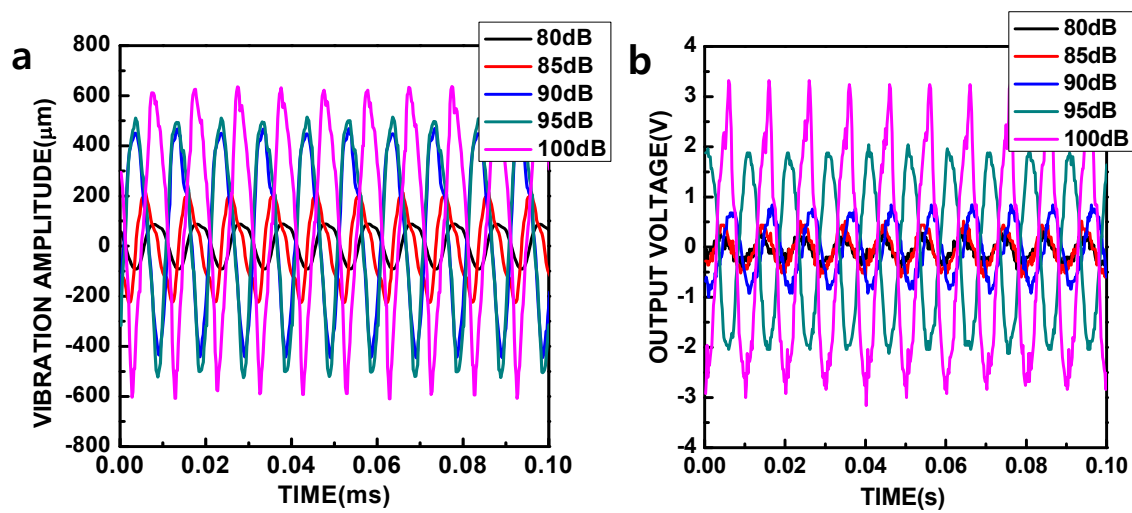 a
80dB
85dB
90dB
95dB
100dB
800
600
400
200
0
-200
-400
-600
-800
VIBRATION AMPLITUDE(μm)
0.00 0.02 0.04 0.06 0.08 0.10
TIME(ms)
b
80dB
85dB
90dB
95dB
100dB
4
3
2
1
0
-1
-2
-3
-4
OUTPUT VOLTAGE(V)
0.00 0.02 0.04 0.06 0.08 0.10
TIME(s)